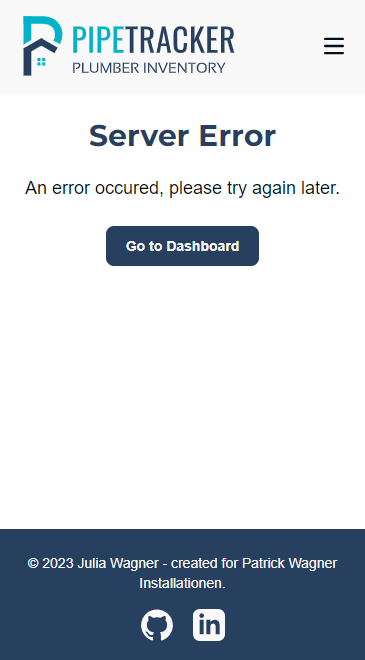 PIPETRACKER
PLUMBER INVENTORY
Server Error
An error occured, please try again later.
Go to Dashboard
© 2023 Julia Wagner - created for Patrick Wagner
Installationen.
in